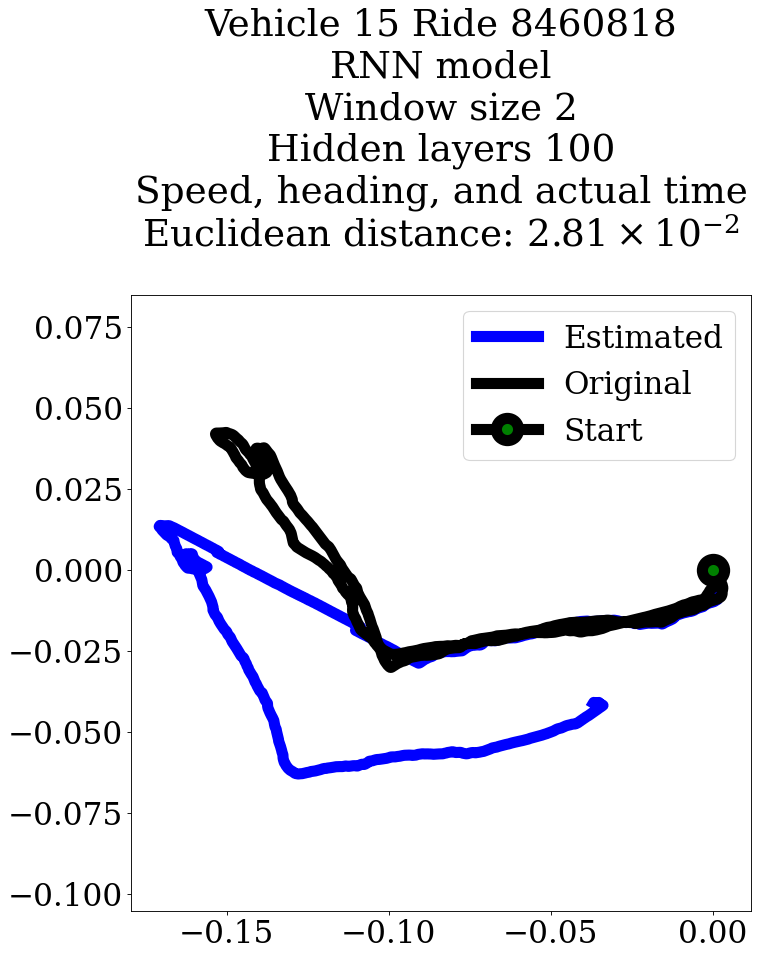 Vehicle 15 Ride 8460818
RNN model
Window size 2
Hidden layers 100
Speed, heading, and actual time
Euclidean distance: 2.81 × 10⁻²
Estimated
Original
Start
0.075
0.050
0.025
0.000
−0.025
−0.050
−0.075
−0.100
−0.15 −0.10 −0.05 0.00